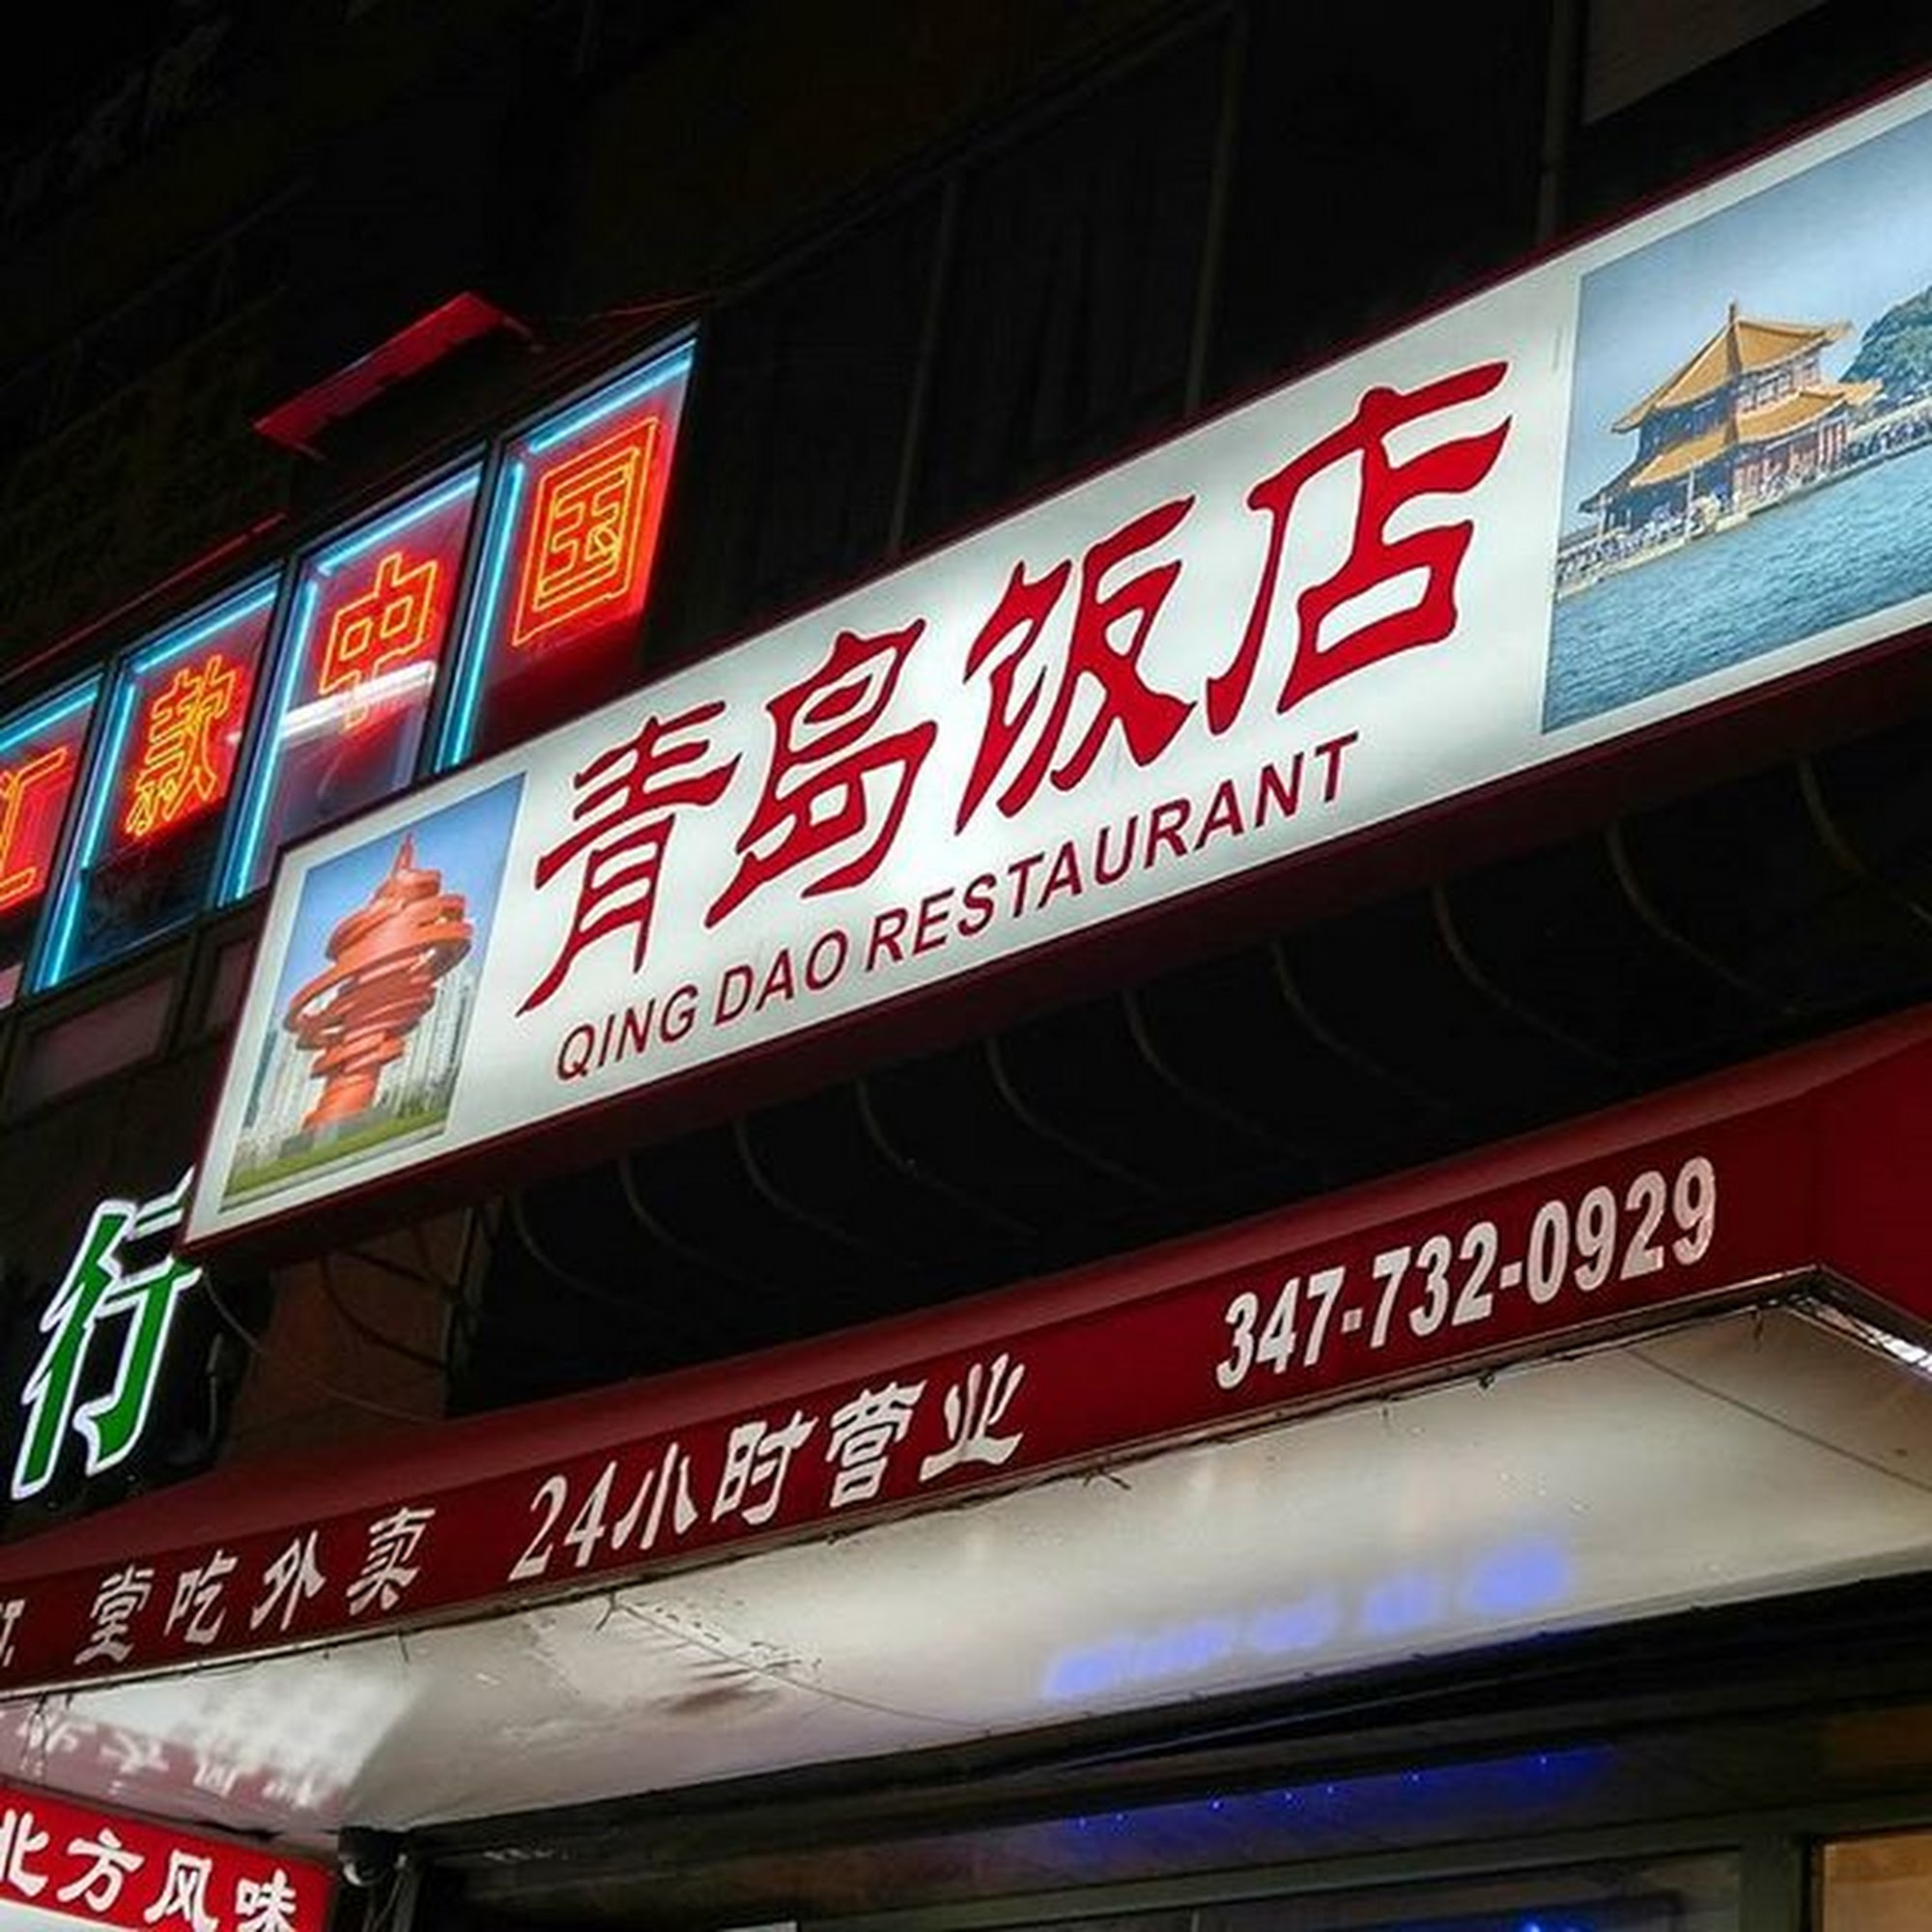 汇款中国
青岛饭店
QING DAO RESTAURANT
行
堂吃外卖 24小时营业 347-732-0929
北方风味